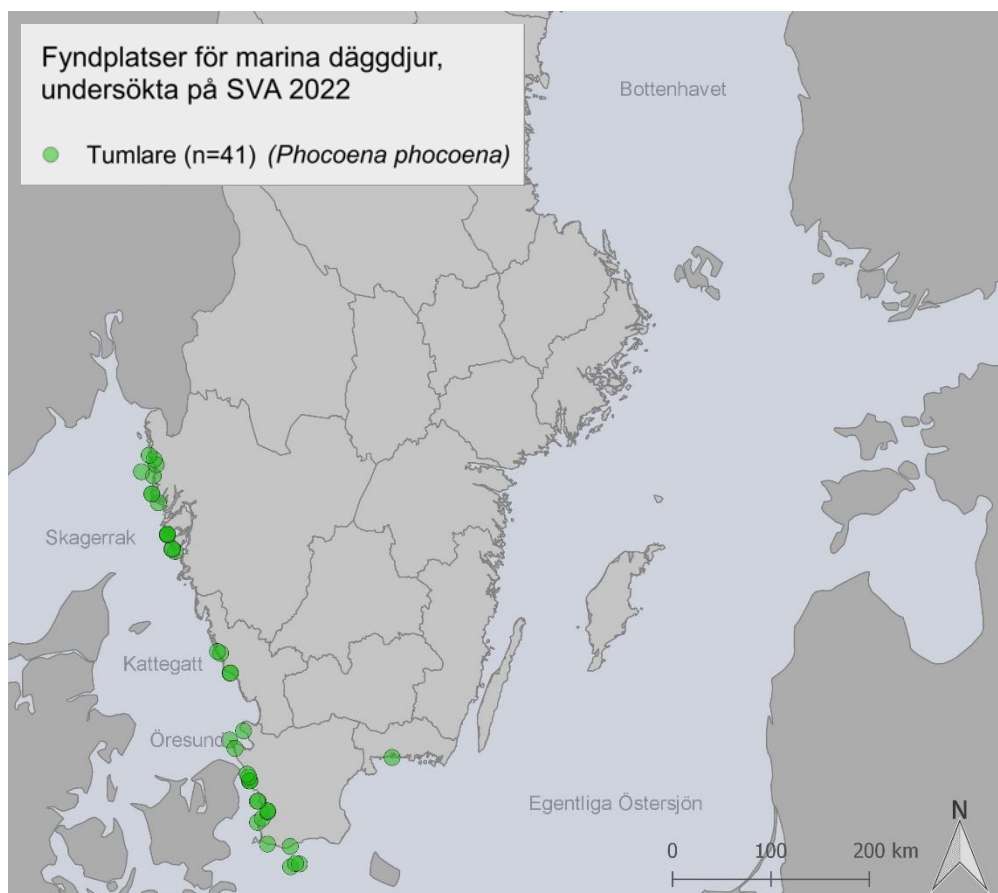 Fyndplatser för marina däggdjur,
undersökta på SVA 2022
Tumlare (n=41) (Phocoena phocoena)
Bottenhavet
Skagerrak
Kattegatt
Öresund
Egentliga Östersjön
N
0 100 200 km